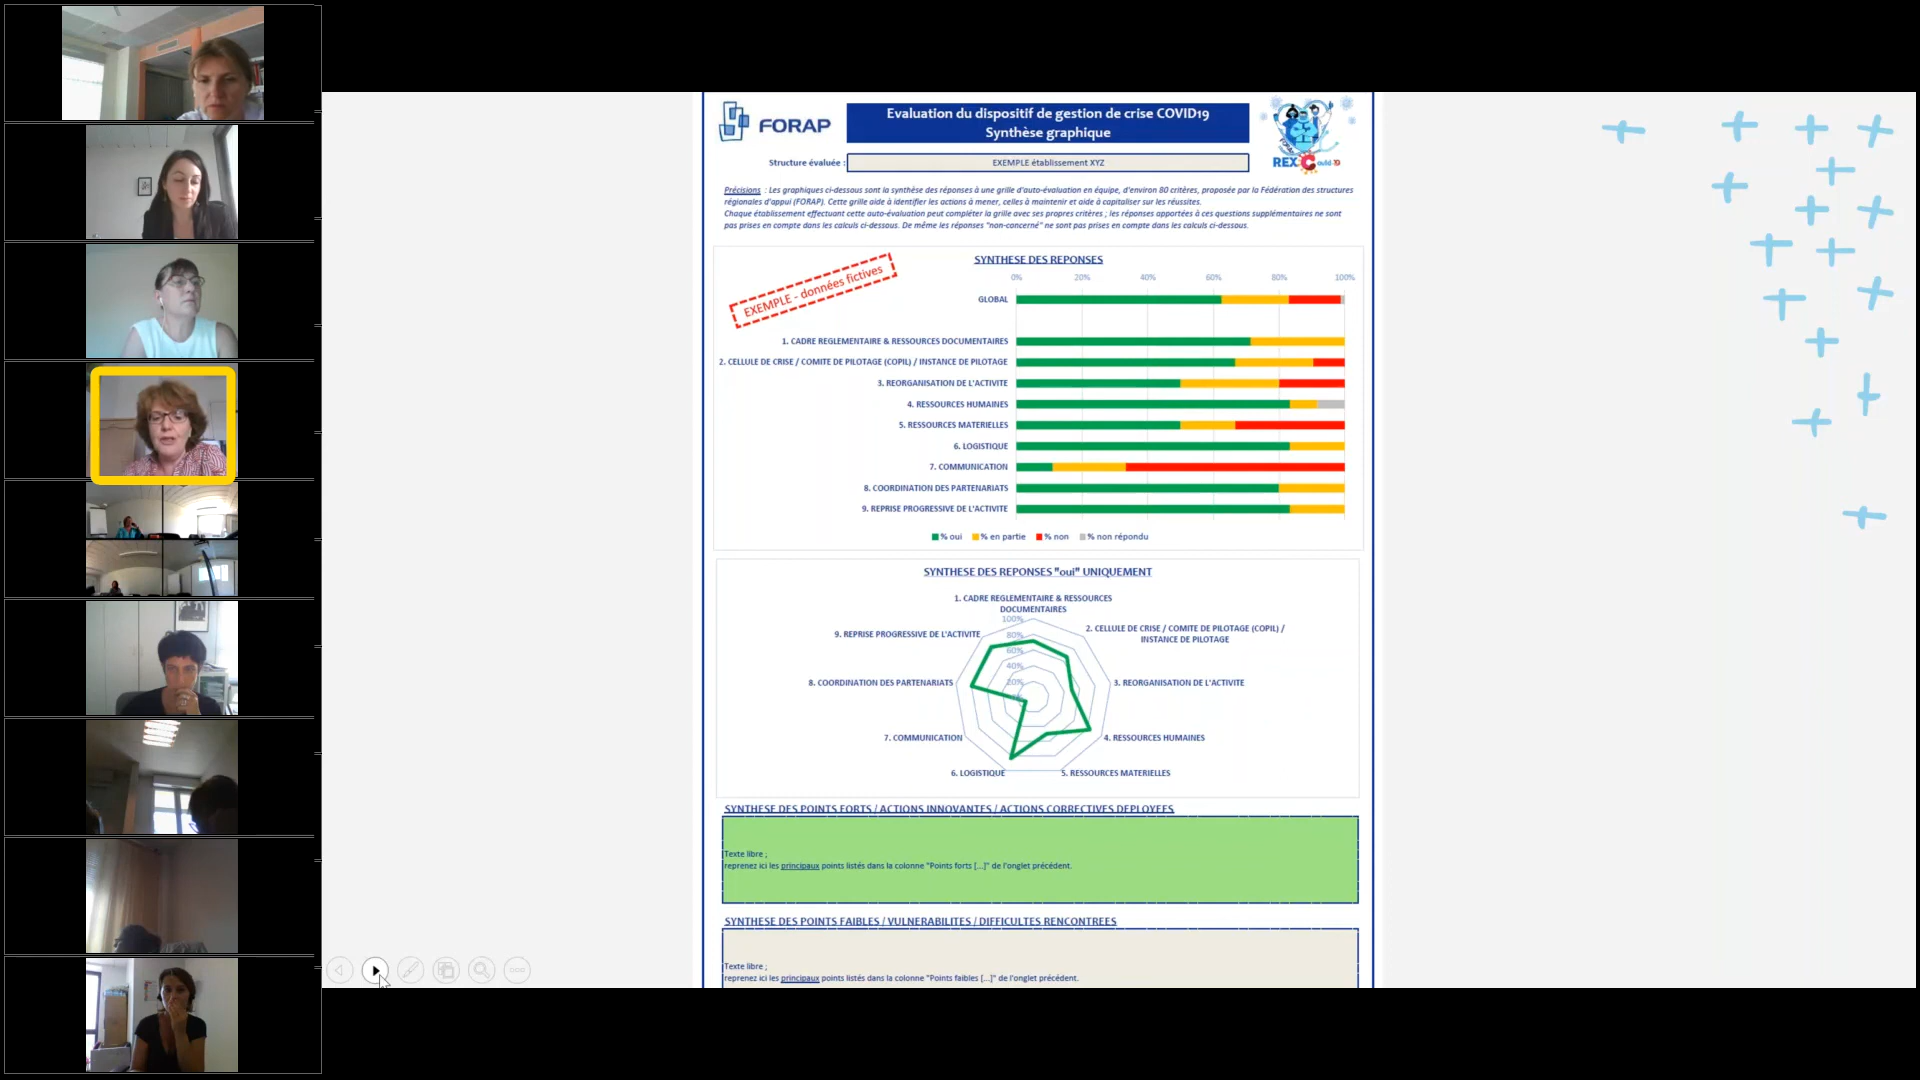 FORAP
Evaluation du dispositif de gestion de crise COVID19
Synthèse graphique
REX Covid-19
Structure évaluée :
EXEMPLE établissement XYZ
Précisions : Les graphiques ci-dessous sont la synthèse des réponses à une grille d'auto-évaluation en équipe, d'environ 80 critères, proposée par la Fédération des structures
régionales d'appui (FORAP). Cette grille aide à identifier les actions à mener, celles à maintenir et aide à capitaliser sur les réussites.
Chaque établissement effectuant cette auto-évaluation peut compléter la grille avec ses propres critères ; les réponses apportées à ces questions supplémentaires ne sont
pas prises en compte dans les calculs ci-dessous. De même les réponses "non-concerné" ne sont pas prises en compte dans les calculs ci-dessous.
EXEMPLE - données fictives
SYNTHESE DES REPONSES
0% 20% 40% 60% 80% 100%
GLOBAL
1. CADRE REGLEMENTAIRE & RESSOURCES DOCUMENTAIRES
2. CELLULE DE CRISE / COMITE DE PILOTAGE (COPIL) / INSTANCE DE PILOTAGE
3. REORGANISATION DE L'ACTIVITE
4. RESSOURCES HUMAINES
5. RESSOURCES MATERIELLES
6. LOGISTIQUE
7. COMMUNICATION
8. COORDINATION DES PARTENARIATS
9. REPRISE PROGRESSIVE DE L'ACTIVITE
% oui % en partie % non % non répondu
SYNTHESE DES REPONSES "oui" UNIQUEMENT
1. CADRE REGLEMENTAIRE & RESSOURCES
DOCUMENTAIRES
100%
80%
60%
40%
20%
2. CELLULE DE CRISE / COMITE DE PILOTAGE (COPIL) /
INSTANCE DE PILOTAGE
3. REORGANISATION DE L'ACTIVITE
4. RESSOURCES HUMAINES
5. RESSOURCES MATERIELLES
6. LOGISTIQUE
7. COMMUNICATION
8. COORDINATION DES PARTENARIATS
9. REPRISE PROGRESSIVE DE L'ACTIVITE
SYNTHESE DES POINTS FORTS / ACTIONS INNOVANTES / ACTIONS CORRECTIVES DEPLOYEES
Texte libre ;
reprenez ici les principaux points listés dans la colonne "Points forts [...]" de l'onglet précédent.
SYNTHESE DES POINTS FAIBLES / VULNERABILITES / DIFFICULTES RENCONTREES
Texte libre ;
reprenez ici les principaux points listés dans la colonne "Points faibles [...]" de l'onglet précédent.